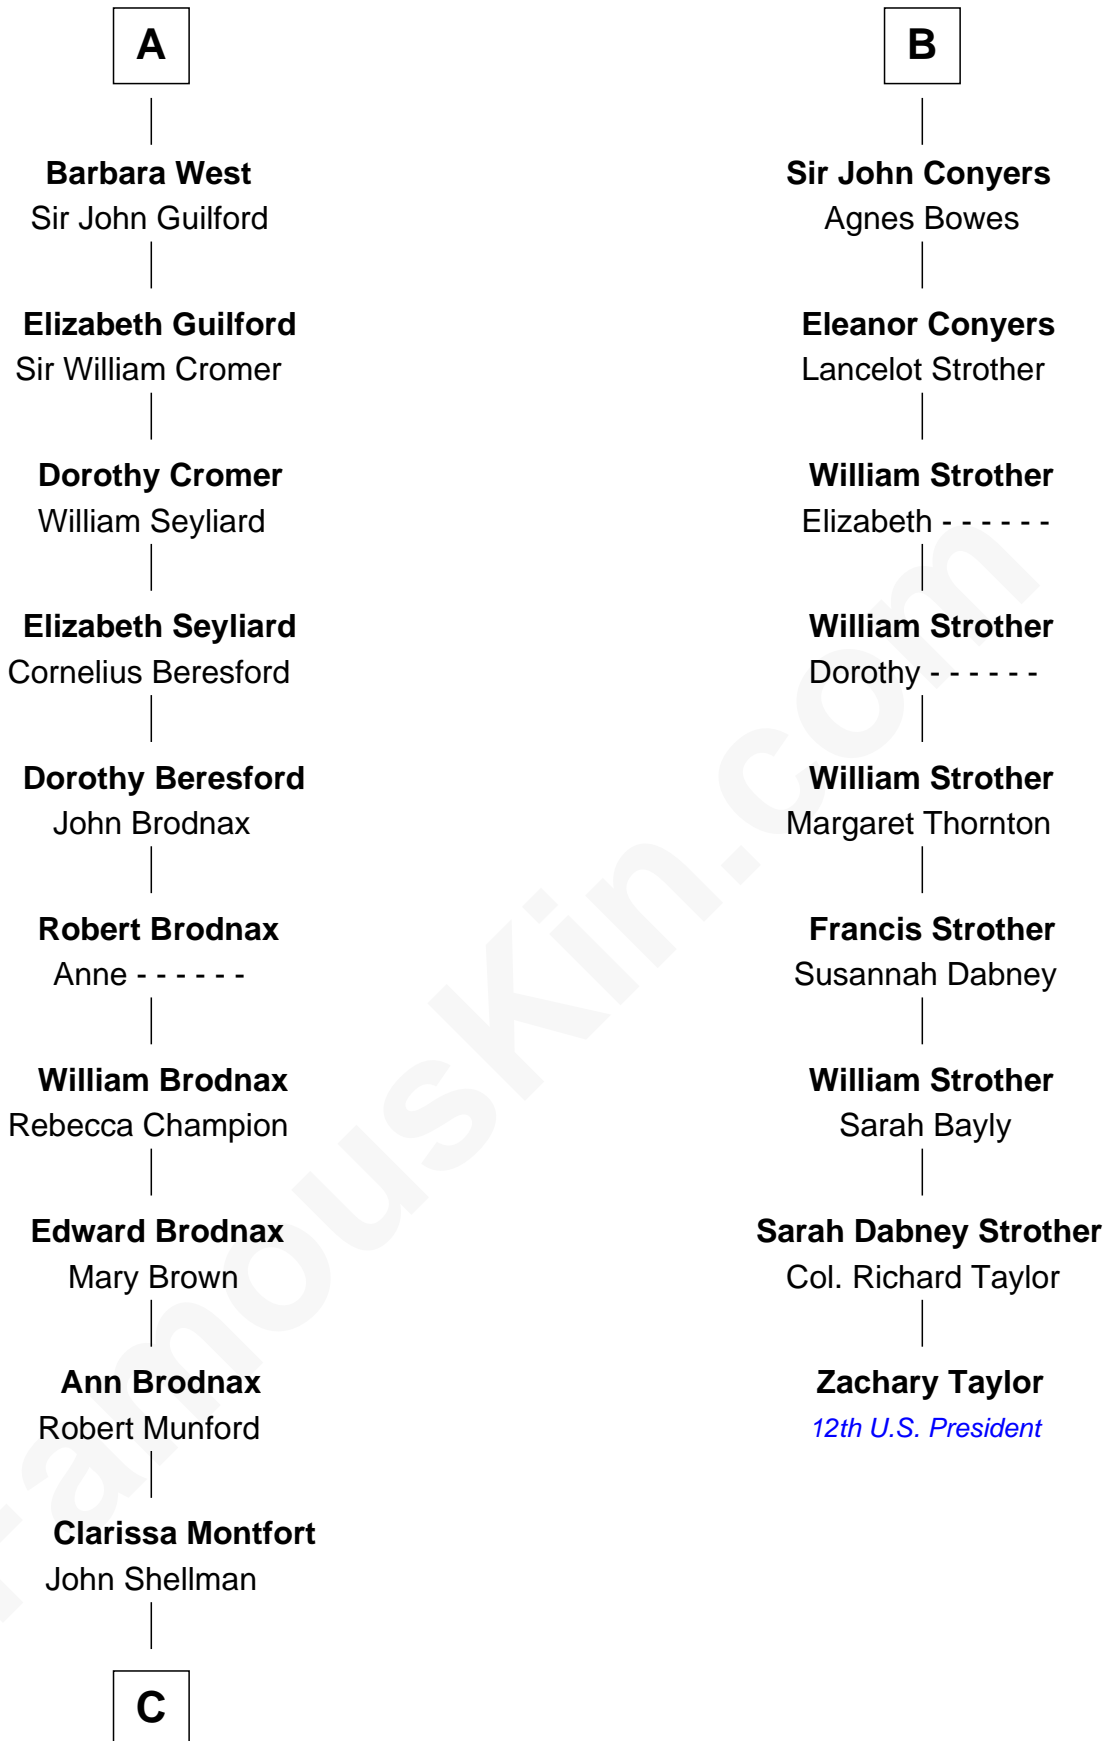 A
Barbara West
Sir John Guilford
Elizabeth Guilford
Sir William Cromer
Dorothy Cromer
William Seyliard
Elizabeth Seyliard
Cornelius Beresford
Dorothy Beresford
John Brodnax
Robert Brodnax
Anne - - - - - -
William Brodnax
Rebecca Champion
Edward Brodnax
Mary Brown
Ann Brodnax
Robert Munford
Clarissa Montfort
John Shellman
C
B
Sir John Conyers
Agnes Bowes
Eleanor Conyers
Lancelot Strother
William Strother
Elizabeth - - - - - -
William Strother
Dorothy - - - - - -
William Strother
Margaret Thornton
Francis Strother
Susannah Dabney
William Strother
Sarah Bayly
Sarah Dabney Strother
Col. Richard Taylor
Zachary Taylor
12th U.S. President
FamousKin.com